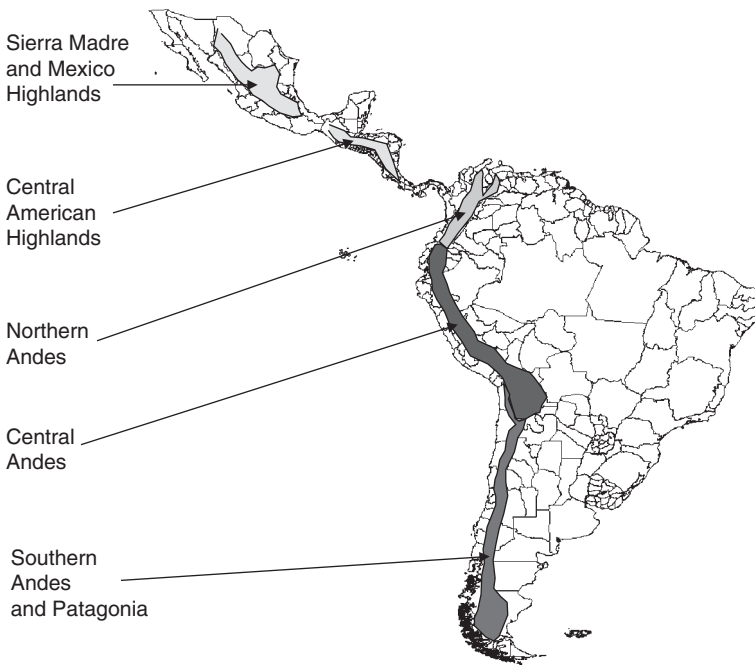 Sierra Madre
and Mexico
Highlands
Central
American
Highlands
Northern
Andes
Central
Andes
Southern
Andes
and Patagonia